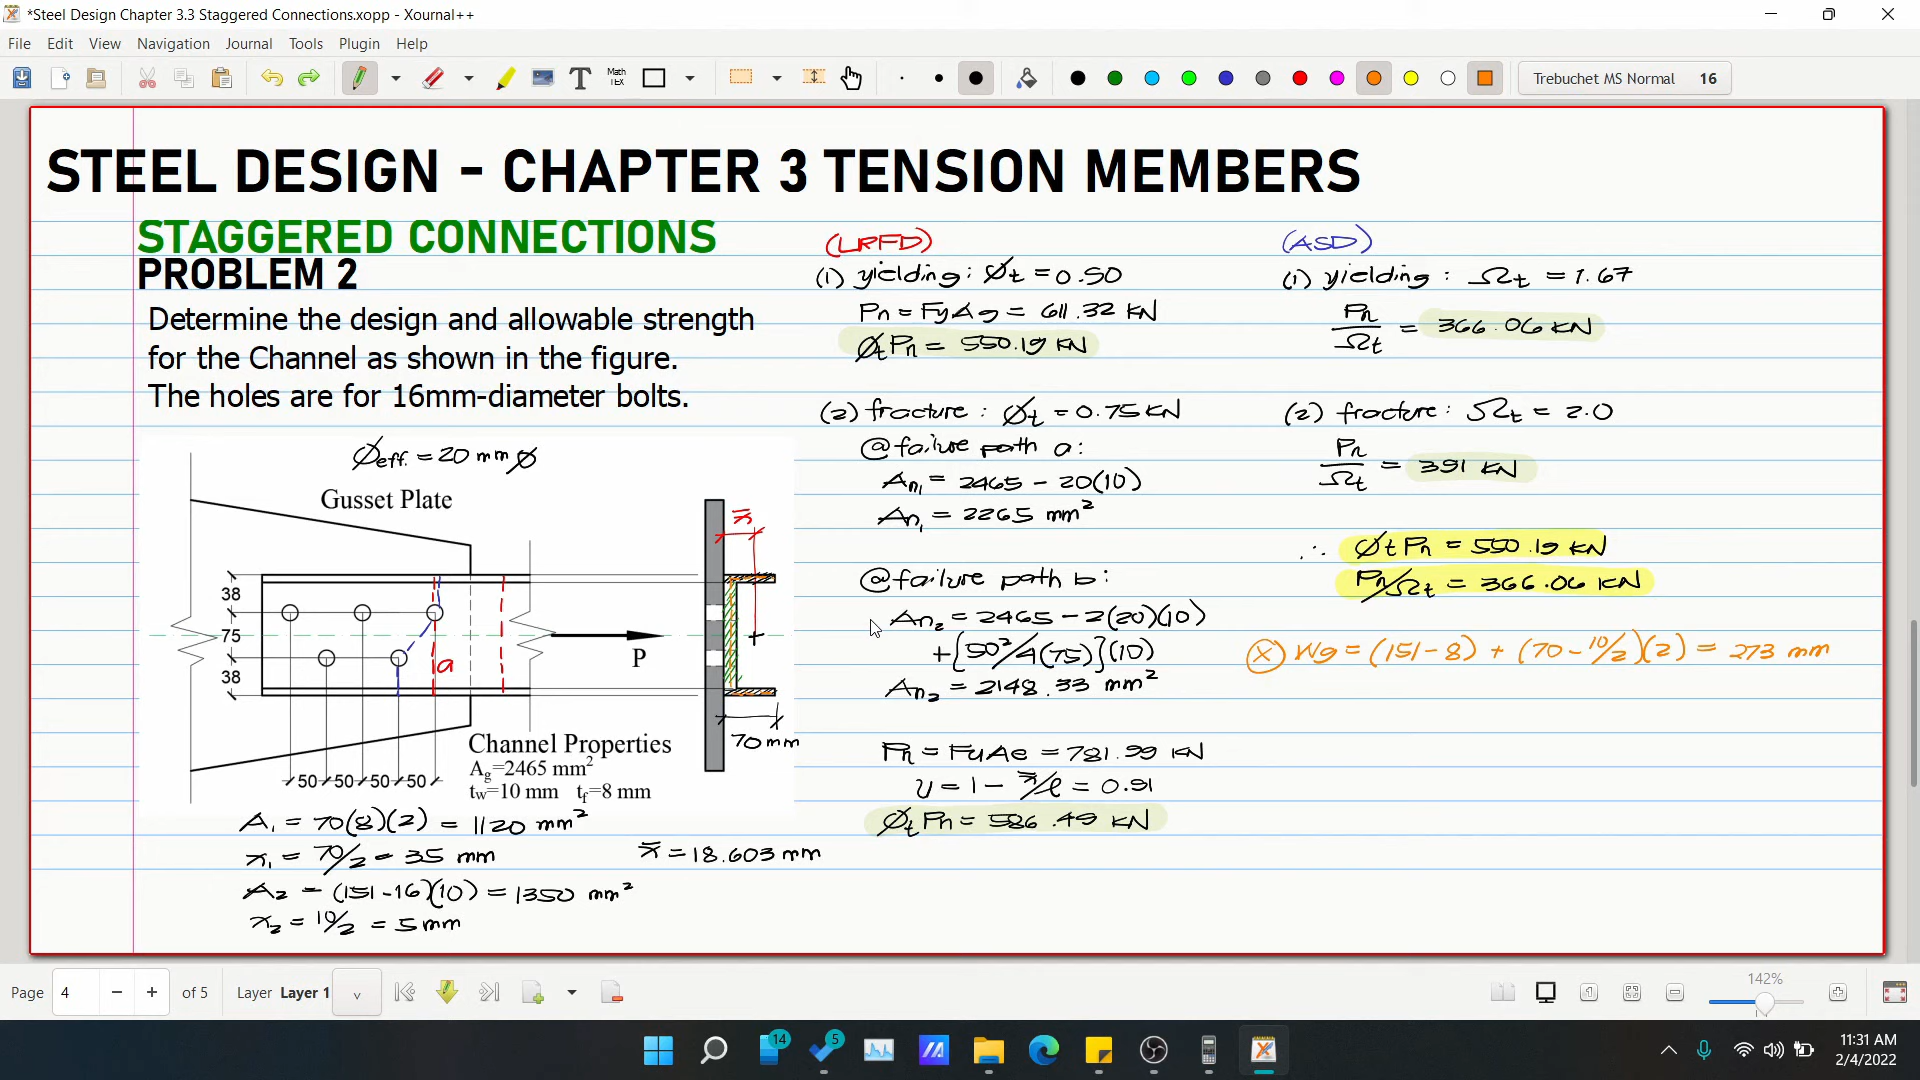 *Steel Design Chapter 3.3 Staggered Connections.xopp - Xournal++
File Edit View Navigation Journal Tools Plugin Help
Math TEX
Trebuchet MS Normal 16
STEEL DESIGN - CHAPTER 3 TENSION MEMBERS
STAGGERED CONNECTIONS
PROBLEM 2
Determine the design and allowable strength
for the Channel as shown in the figure.
The holes are for 16mm-diameter bolts.
Øeff. = 20 mm Ø
Gusset Plate
38
75
38
a
P
x̄
70 mm
50 50 50 50
Channel Properties
Ag=2465 mm²
tw=10 mm tf=8 mm
A₁ = 70(8)(2) = 1120 mm²
x₁ = 70/2 = 35 mm
x̄ = 18.603 mm
A₂ = (151-16)(10) = 1350 mm²
x₂ = 10/2 = 5 mm
(LRFD)
(1) yielding: Øt = 0.90
Pn = FyAg = 611.32 KN
ØtPn = 550.19 KN
(2) fracture: Øt = 0.75 KN
@failure path a:
An₁ = 2465 - 20(10)
An₁ = 2265 mm²
@failure path b:
An₂ = 2465 - 2(20)(10)
+[50²/4(75)](10)
An₂ = 2148.33 mm²
Pn = FuAe = 781.99 KN
U = 1 - x̄/l = 0.91
ØtPn = 586.49 KN
(ASD)
(1) yielding: Ωt = 1.67
Pn/Ωt = 366.06 KN
(2) fracture: Ωt = 2.0
Pn/Ωt = 391 KN
∴ ØtPn = 550.19 KN
Pn/Ωt = 366.06 KN
(x) Wg = (151-8) + (70-10/2)(2) = 273 mm
Page 4 of 5 Layer Layer 1
142%
14
5
11:31 AM
2/4/2022